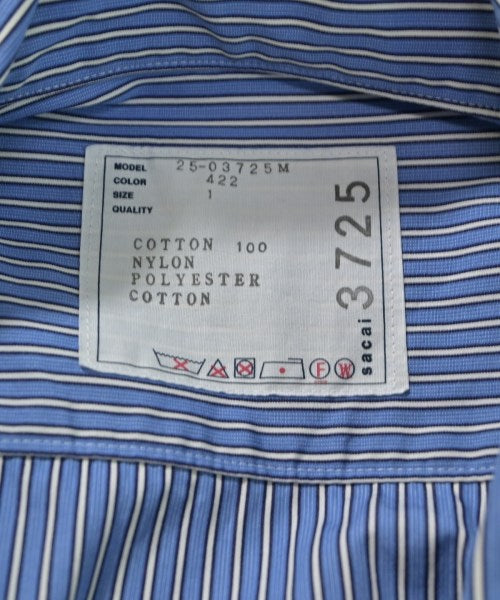 MODEL 25-03725M
COLOR 422
SIZE 1
QUALITY
COTTON 100
NYLON
POLYESTER
COTTON
F W
sacai 3725